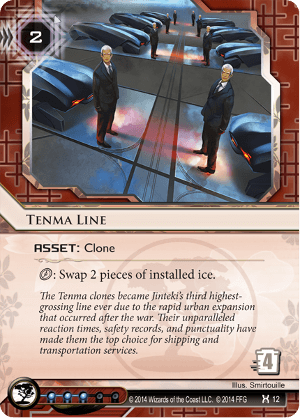 2
TENMA LINE
ASSET: Clone
: Swap 2 pieces of installed ice.
The Tenma clones became Jinteki's third highest-
grossing line ever due to the rapid urban expansion
that occurred after the war. Their unparalleled
reaction times, safety records, and punctuality have
made them the top choice for shipping and
transportation services.
4
Illus. Smirtouille
© 2014 Wizards of the Coast LLC. © 2014 FFG
12